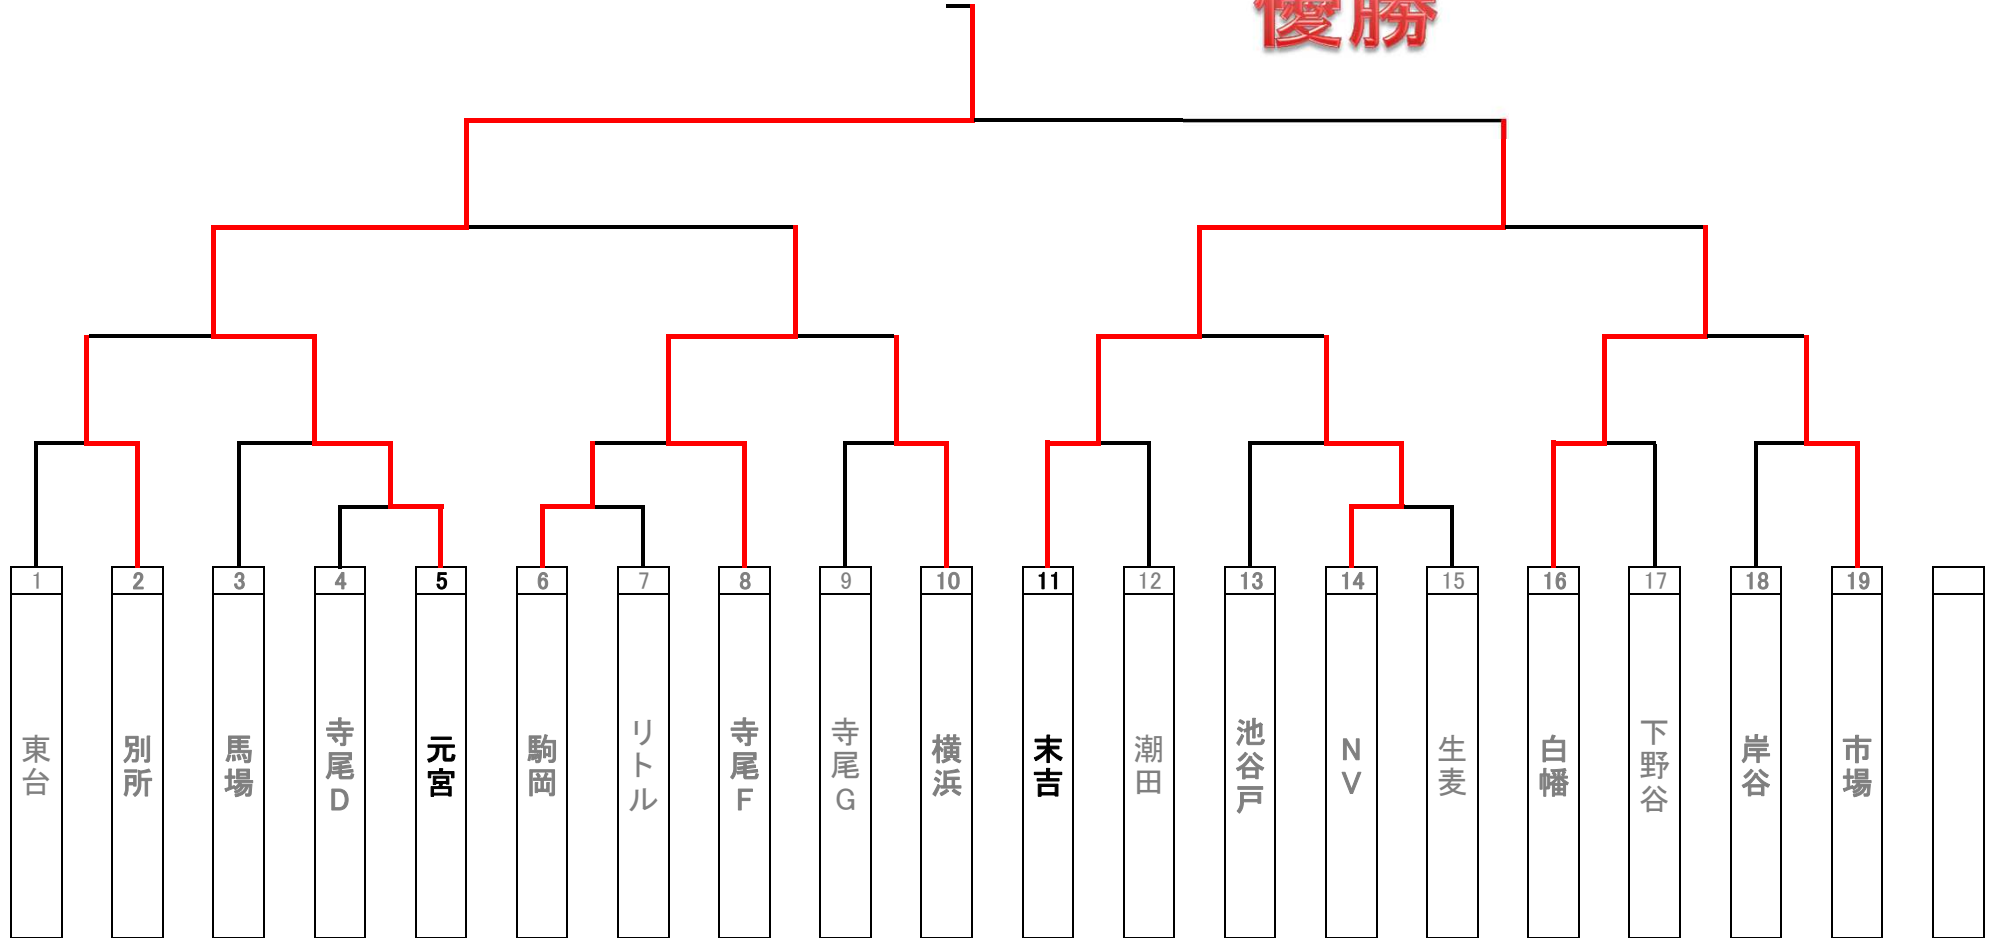 優勝
1
2
3
4
5
6
7
8
9
10
11
12
13
14
15
16
17
18
19
東台
別所
馬場
寺尾D
元宮
駒岡
リトル
寺尾F
寺尾G
横浜
末吉
潮田
池谷戸
NV
生麦
白幡
下野谷
岸谷
市場